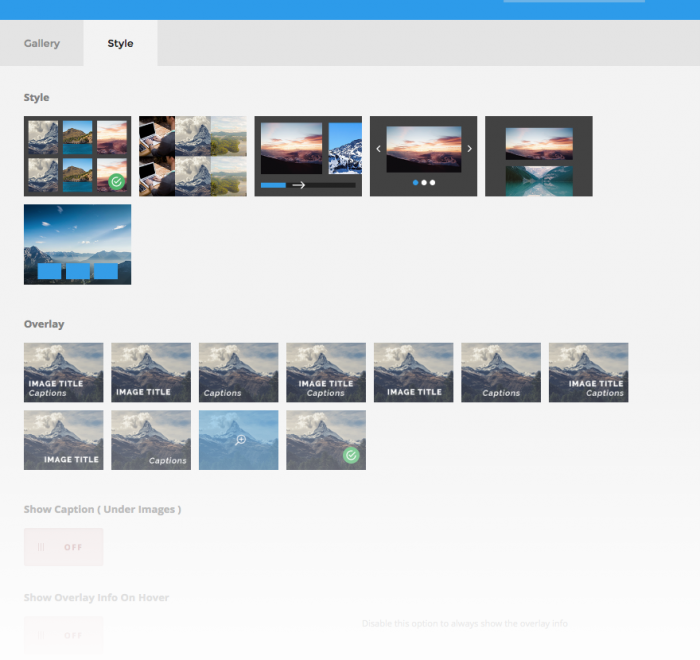 Gallery
Style
Style
Overlay
IMAGE TITLE
Captions
IMAGE TITLE
Captions
IMAGE TITLE
Captions
IMAGE TITLE
Captions
IMAGE TITLE
Captions
IMAGE TITLE
Captions
Show Caption ( Under Images )
OFF
Show Overlay Info On Hover
OFF
Disable this option to always show the overlay info